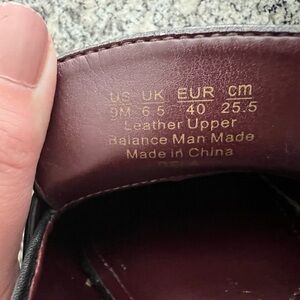 US UK EUR cm
9M 6.5 40 25.5
Leather Upper
Balance Man Made
Made in China